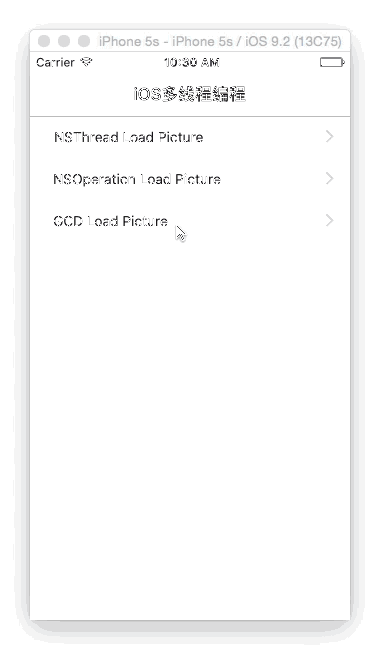 iPhone 5s - iPhone 5s / iOS 9.2 (13C75)
Carrier 10:30 AM
iOS多线程编程
NSThread Load Picture
NSOperation Load Picture
GCD Load Picture